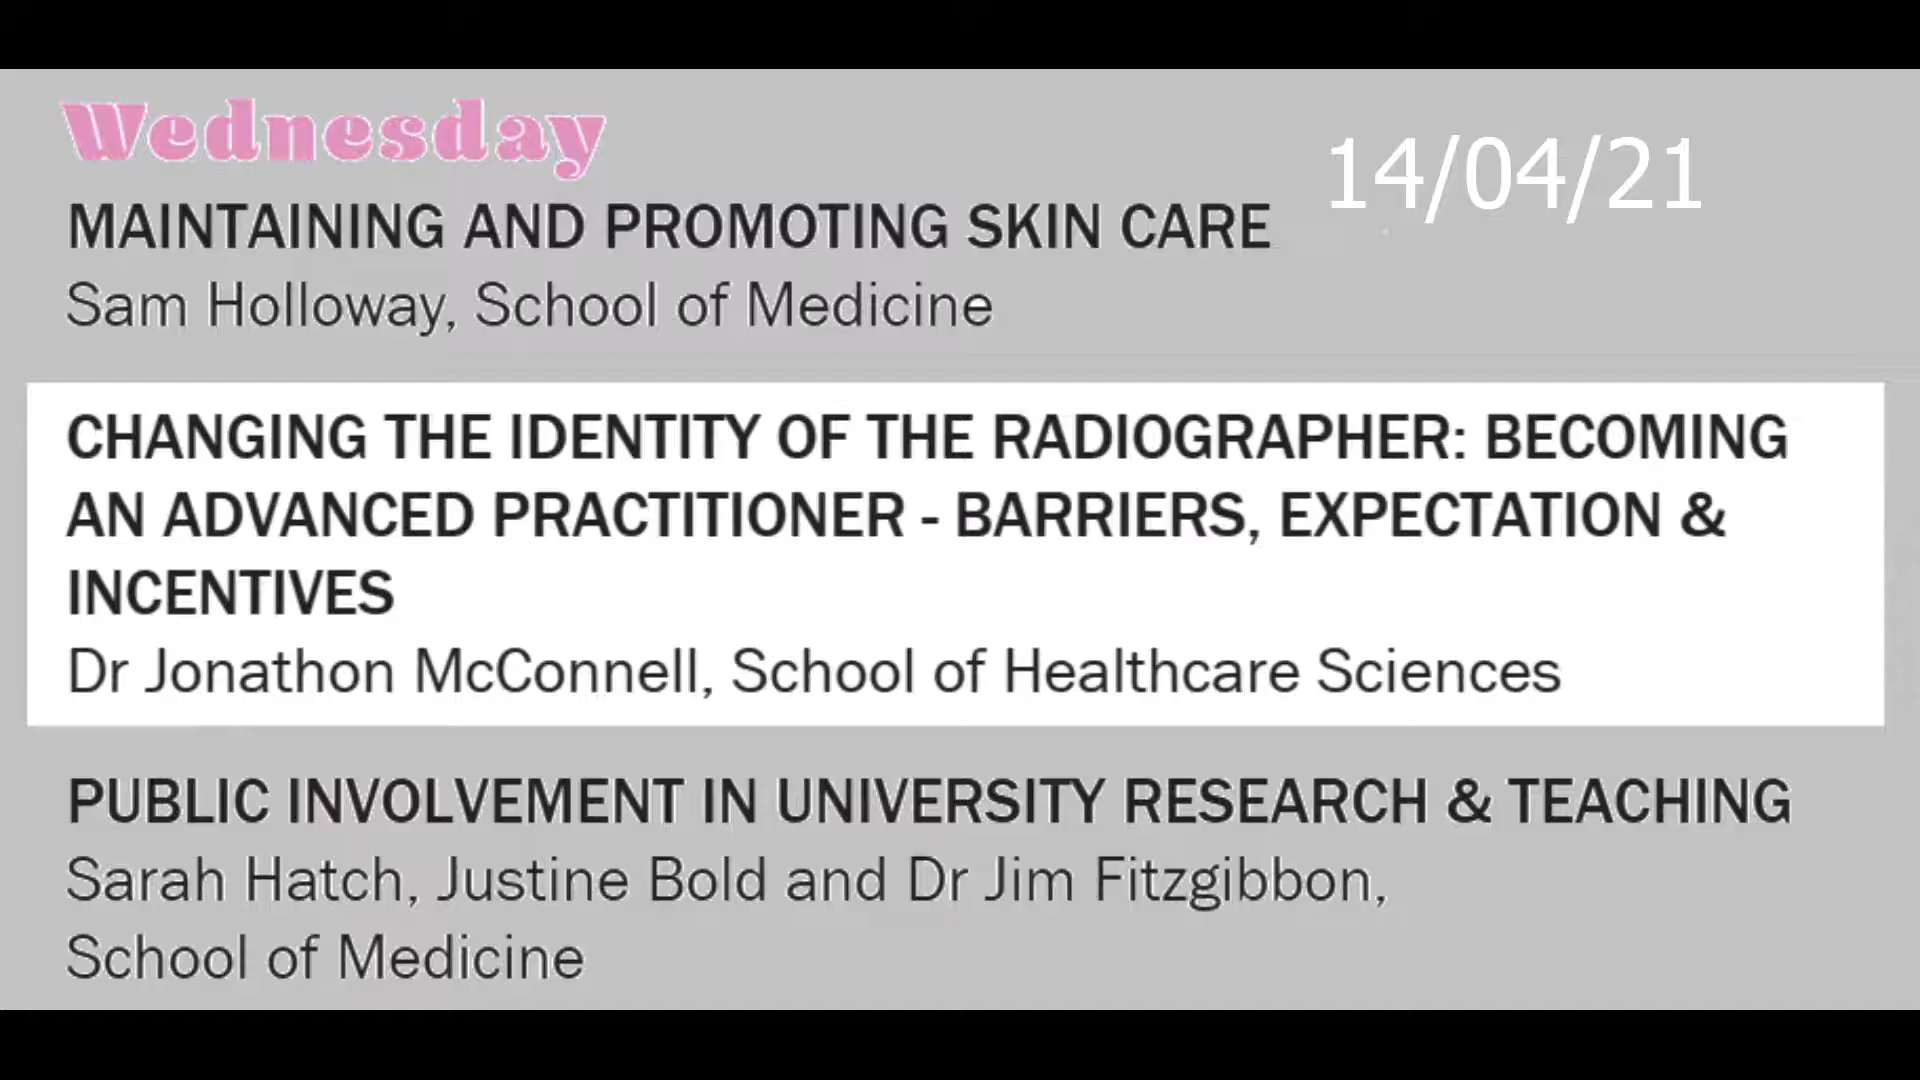 Wednesday
14/04/21
MAINTAINING AND PROMOTING SKIN CARE
Sam Holloway, School of Medicine
CHANGING THE IDENTITY OF THE RADIOGRAPHER: BECOMING
AN ADVANCED PRACTITIONER - BARRIERS, EXPECTATION &
INCENTIVES
Dr Jonathon McConnell, School of Healthcare Sciences
PUBLIC INVOLVEMENT IN UNIVERSITY RESEARCH & TEACHING
Sarah Hatch, Justine Bold and Dr Jim Fitzgibbon,
School of Medicine